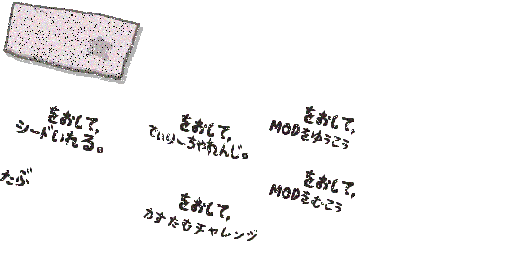 をおして,
シードいれる。
をおして,
でいりーちゃれんじ。
をおして,
MODをゆうこう
たぶ
をおして,
かすたむチャレンジ
をおして,
MODをむこう